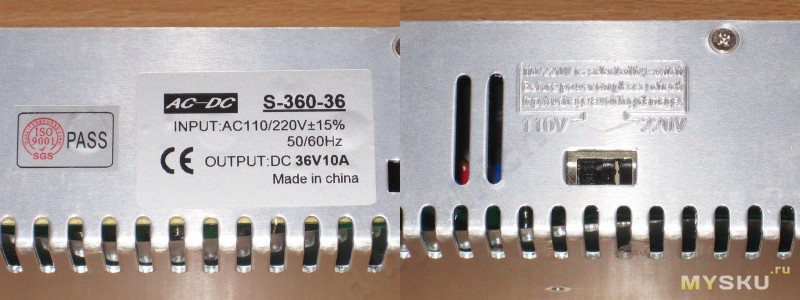 AC-DC
S-360-36
INPUT:AC110/220V±15%
50/60Hz
CE OUTPUT:DC 36V10A
Made in china
ISO
9001
SGS
PASS
110V
220V
MYSKU.ru